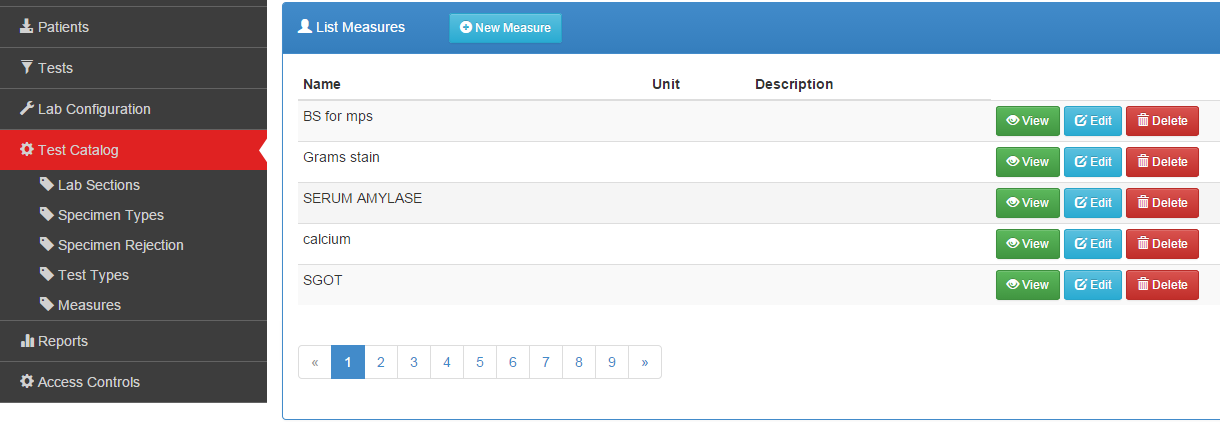 Patients
Tests
Lab Configuration
Test Catalog
Lab Sections
Specimen Types
Specimen Rejection
Test Types
Measures
Reports
Access Controls
List Measures New Measure
Name Unit Description
BS for mps View Edit Delete
Grams stain View Edit Delete
SERUM AMYLASE View Edit Delete
calcium View Edit Delete
SGOT View Edit Delete
« 1 2 3 4 5 6 7 8 9 »